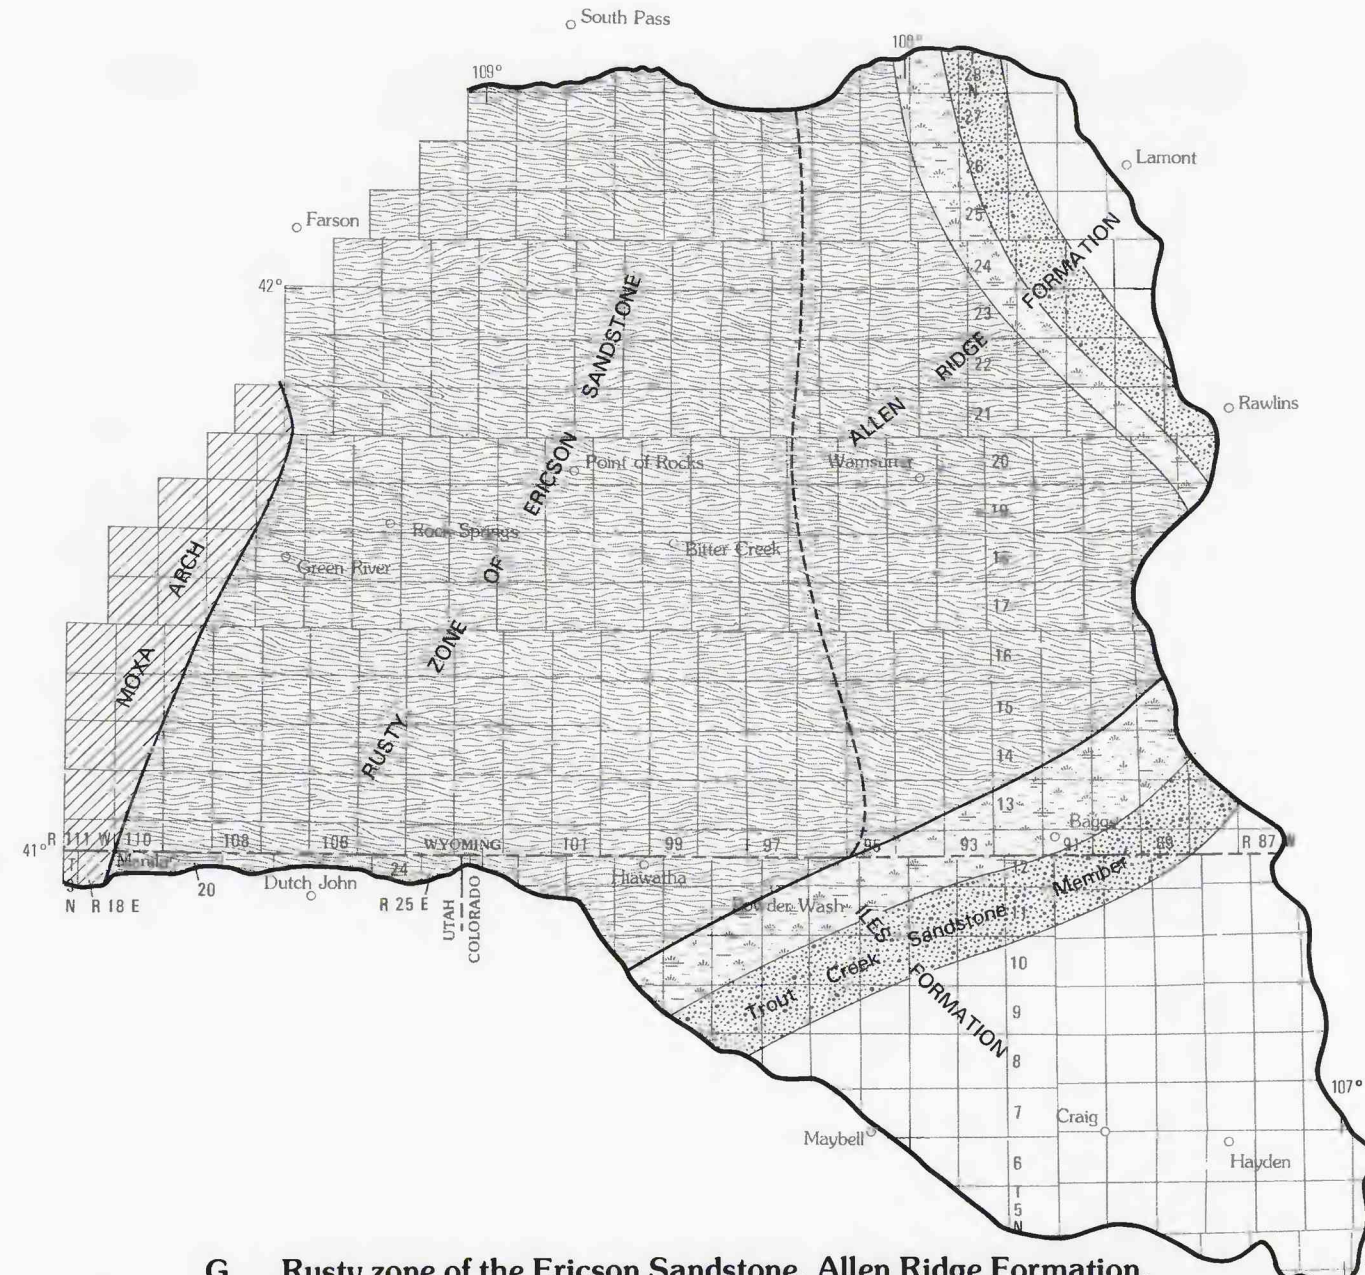 South Pass
109°
108°
28
N
27
Lamont
26
25
Farson
24
42°
23
22
21
FORMATION
RIDGE
ALLEN
SANDSTONE
ERICSON
OF
ZONE
RUSTY
Rawlins
Point of Rocks
Wamsutter
20
19
Rock Springs
Bitter Creek
Green River
17
ARCH
MOXA
16
15
14
13
Baggs
41°
R 111 W
110
108
106
WYOMING
101
99
97
95
93
91
89
R 87 W
T
3
N
Manila
R 18 E
20
Dutch John
24
R 25 E
UTAH
COLORADO
Hiawatha
Powder Wash
12
11
ILES
FORMATION
Trout Creek Sandstone Member
10
9
8
7
6
T
5
N
107°
Maybell
Craig
Hayden
G Rusty zone of the Ericson Sandstone, Allen Ridge Formation